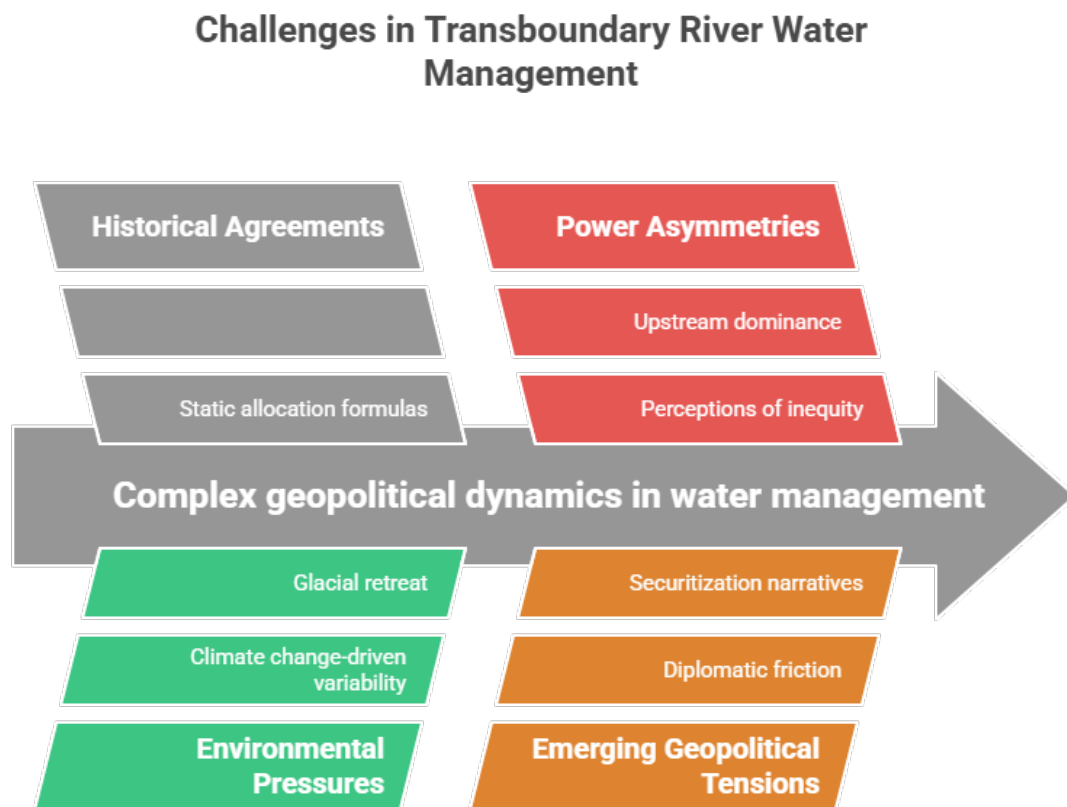 Challenges in Transboundary River Water
Management
Historical Agreements
Power Asymmetries
Upstream dominance
Static allocation formulas
Perceptions of inequity
Complex geopolitical dynamics in water management
Glacial retreat
Securitization narratives
Climate change-driven
variability
Diplomatic friction
Environmental
Pressures
Emerging Geopolitical
Tensions